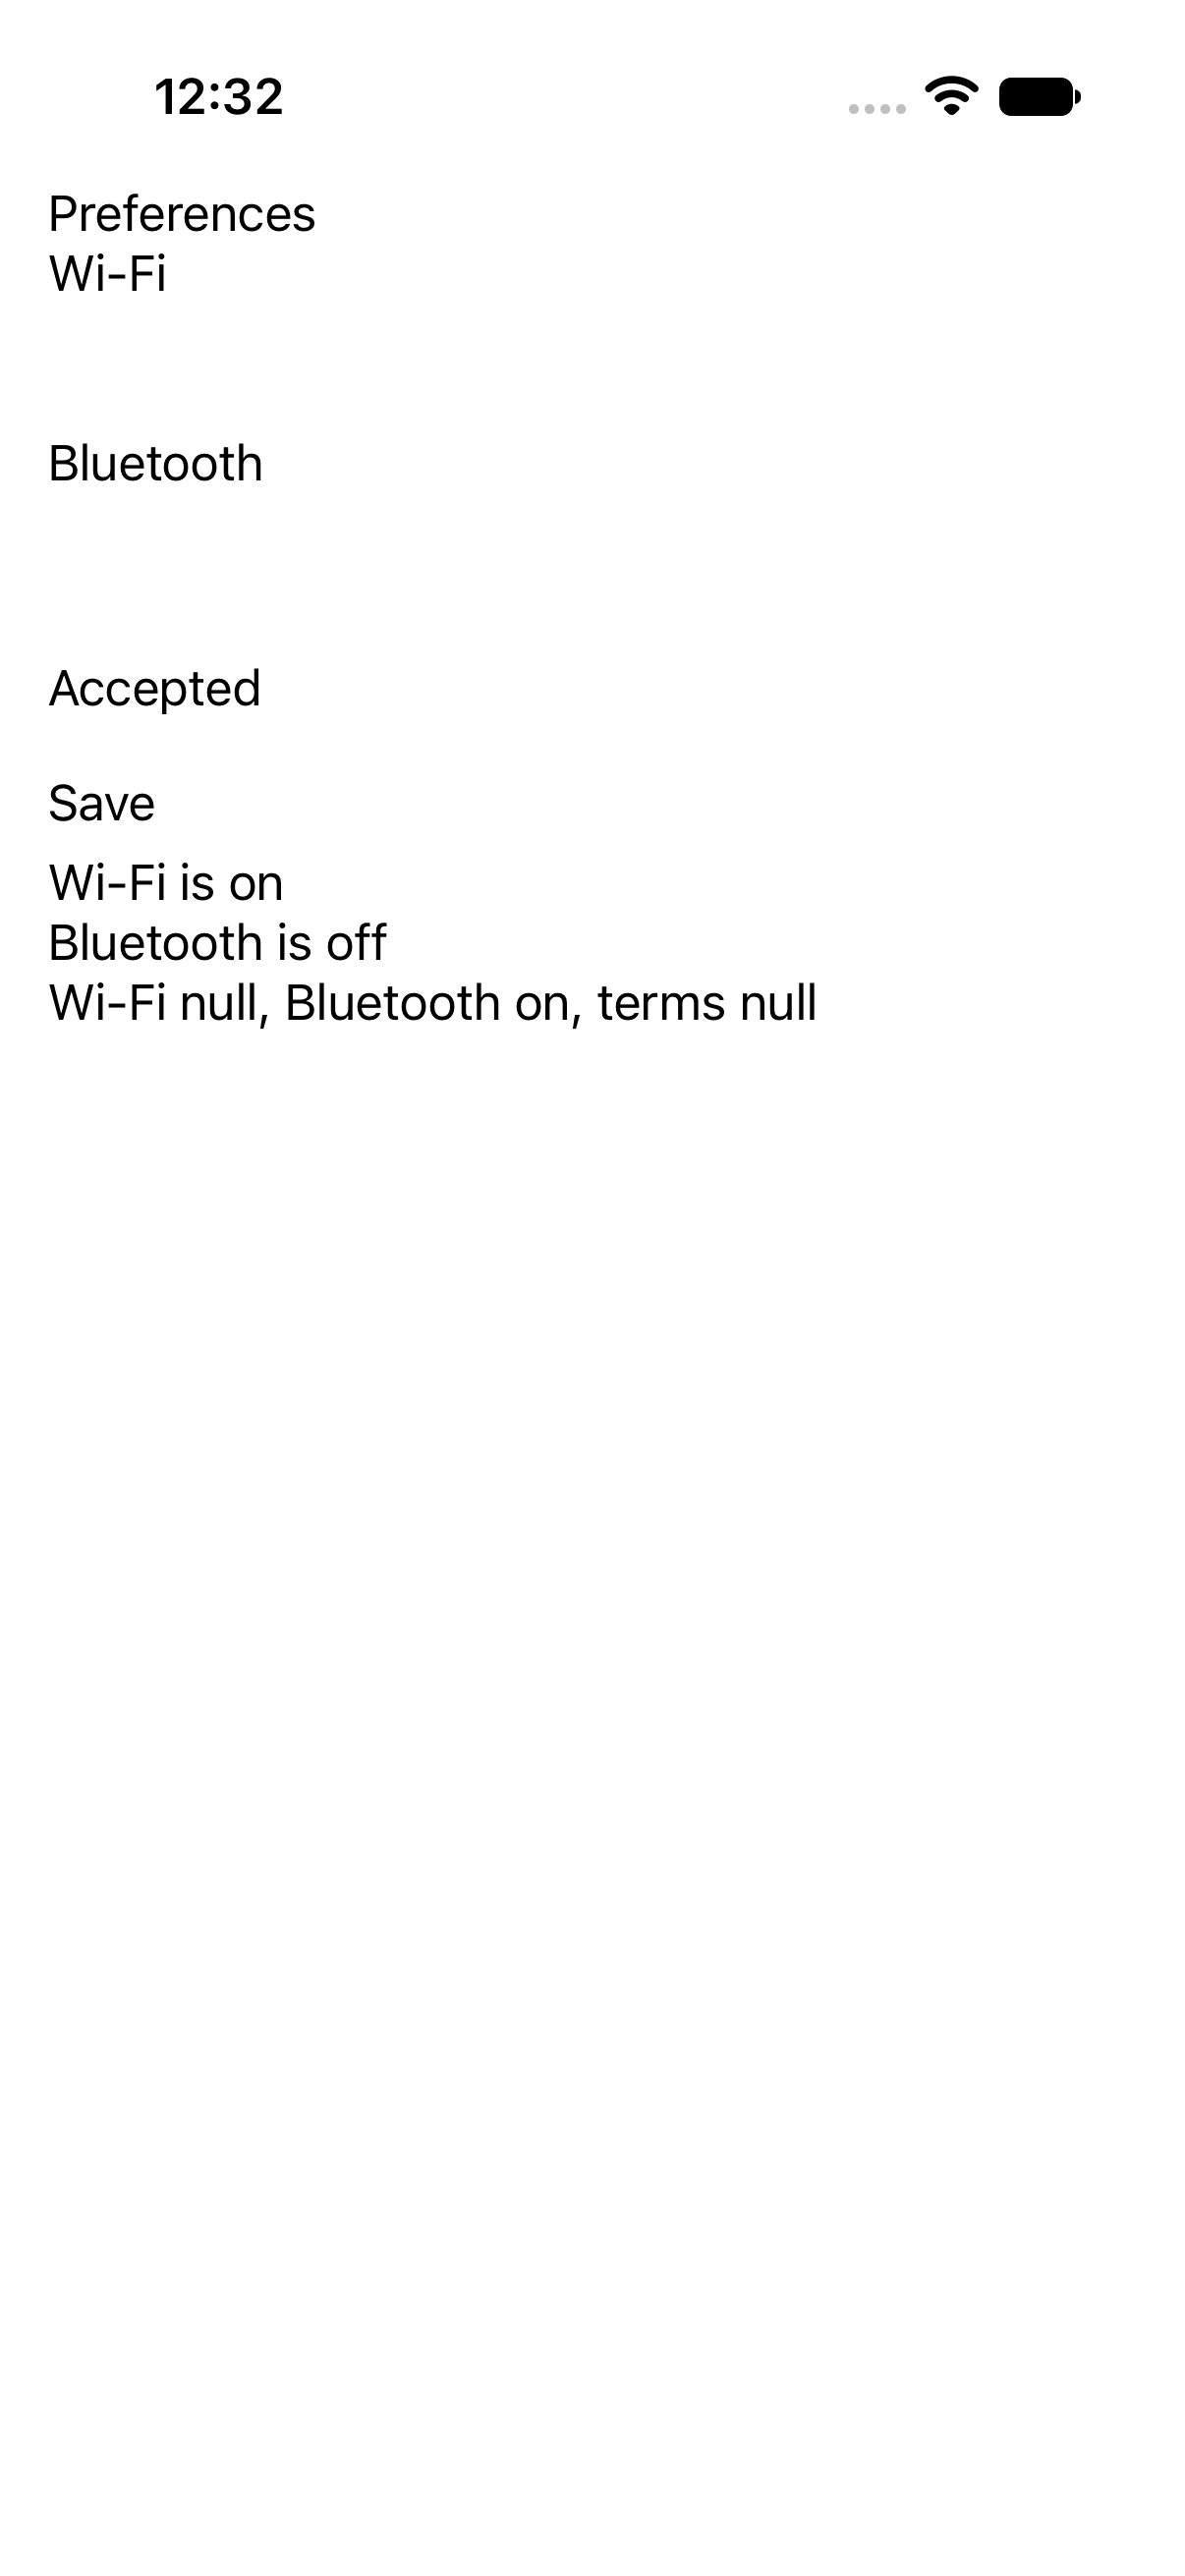 12:32
Preferences
Wi-Fi
Bluetooth
Accepted
Save
Wi-Fi is on
Bluetooth is off
Wi-Fi null, Bluetooth on, terms null